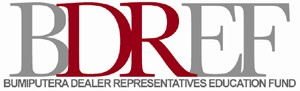 BDREF
BUMIPUTERA DEALER REPRESENTATIVES EDUCATION FUND